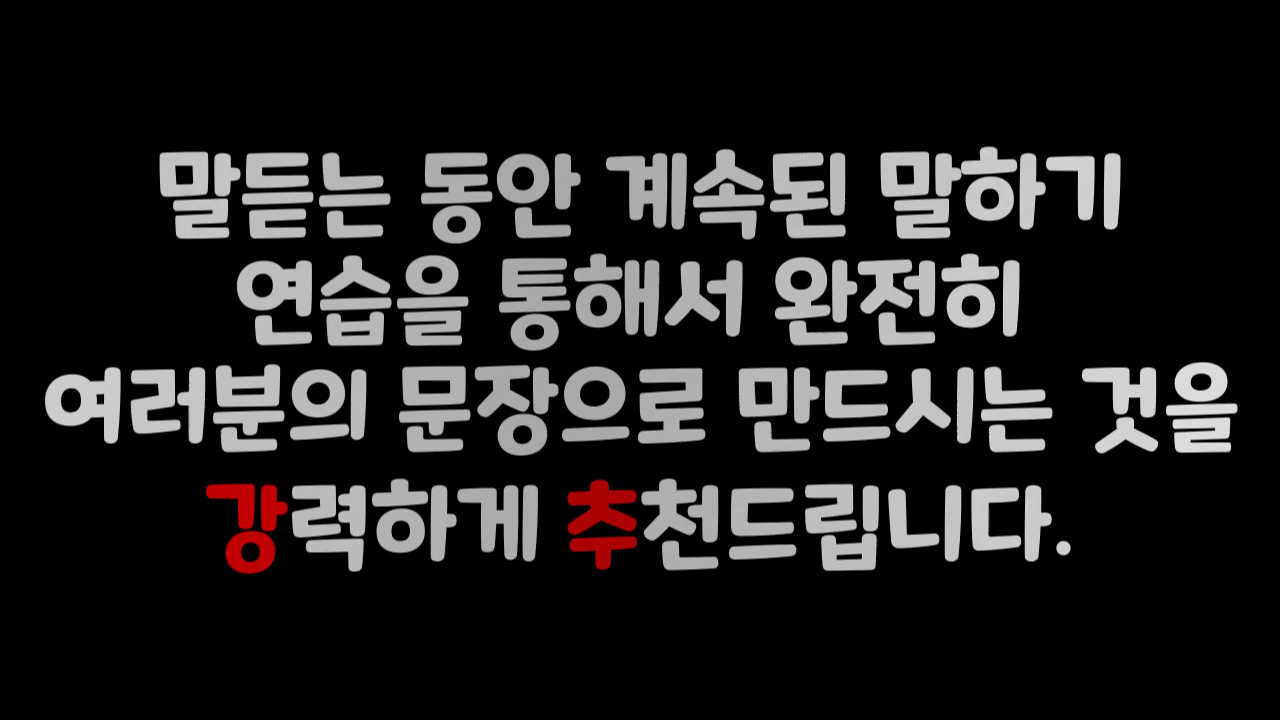 말듣는 동안 계속된 말하기
연습을 통해서 완전히
여러분의 문장으로 만드시는 것을
강력하게 추천드립니다.